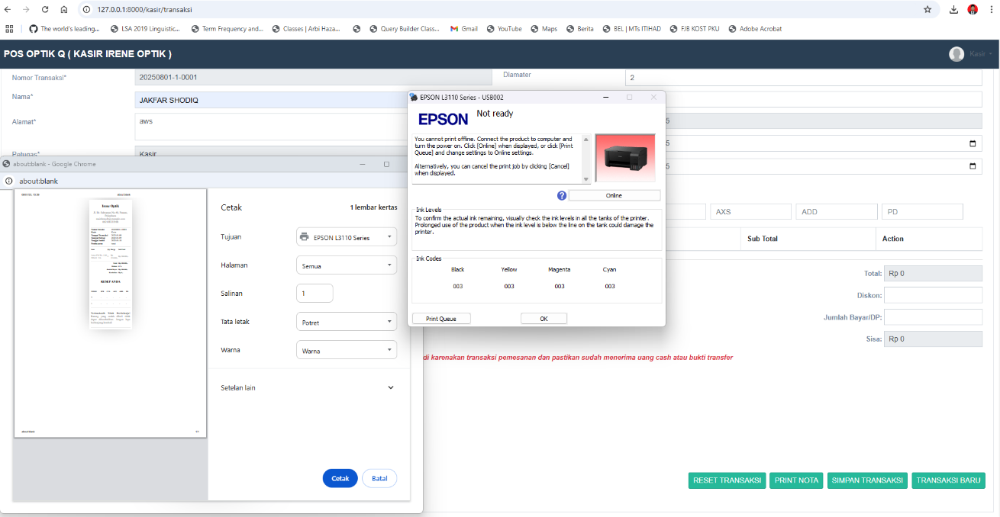 127.0.0.1:8000/kasir/transaksi
The world's leading...
LSA 2019 Linguistic...
Term Frequency and...
Classes | Arbi Haza...
Query Builder Class...
Gmail
YouTube
Maps
Berita
BEL | MTs ITIHAD
FJB KOST PKU
Adobe Acrobat
POS OPTIK Q ( KASIR IRENE OPTIK )
Kasir
Nomor Transaksi*
20250801-1-0001
Diamater
2
Nama*
JAKFAR SHODIQ
Alamat*
aws
5
5
5
Petugas*
Kasir
EPSON L3110 Series - USB002
EPSON
Not ready
You cannot print offline. Connect the product to computer and
turn the power on. Click [Online] when displayed, or click [Print
Queue] and change settings to Online settings.
Alternatively, you can cancel the print job by clicking [Cancel]
when displayed.
Online
Ink Levels
To confirm the actual ink remaining, visually check the ink levels in all the tanks of the printer.
Prolonged use of the product when the ink level is below the line on the tank could damage the
printer.
Ink Codes
Black Yellow Magenta Cyan
003 003 003 003
Print Queue
OK
about:blank - Google Chrome
about:blank
Irene Optik
RESEP ANDA
about:blank
Cetak
1 lembar kertas
Tujuan
EPSON L3110 Series
Halaman
Semua
Salinan
1
Tata letak
Potret
Warna
Warna
Setelan lain
Cetak
Batal
AXS
ADD
PD
Sub Total
Action
Total: Rp 0
Diskon:
Jumlah Bayar/DP:
Sisa: Rp 0
di karenakan transaksi pemesanan dan pastikan sudah menerima uang cash atau bukti transfer
RESET TRANSAKSI
PRINT NOTA
SIMPAN TRANSAKSI
TRANSAKSI BARU